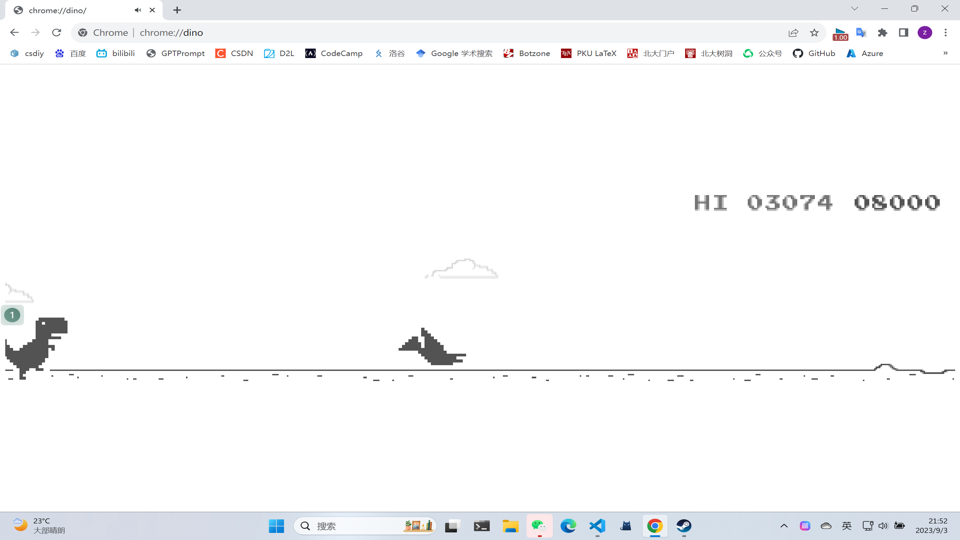 chrome://dino/
Chrome | chrome://dino
1.00
z
csdiy 百度 bilibili GPTPrompt CSDN D2L CodeCamp 洛谷 Google 学术搜索 Botzone PKU LaTeX 北大门户 北大树洞 公众号 GitHub Azure »
HI 03074 08000
1
23°C
大部晴朗
搜索
英
21:52
2023/9/3